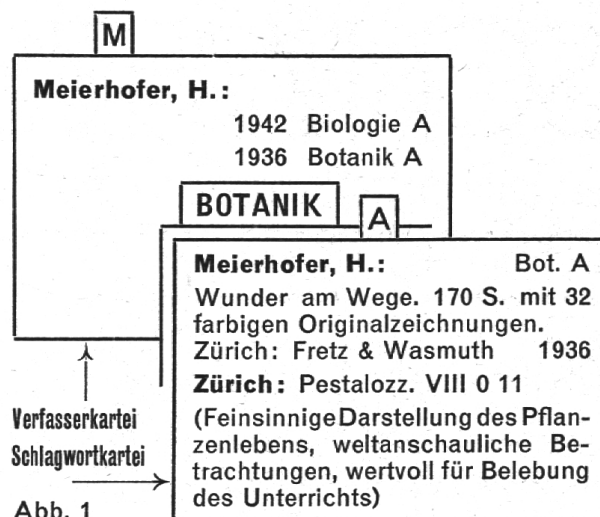 M
Meierhofer, H.:
1942 Biologie A
1936 Botanik A
BOTANIK
A
Meierhofer, H.: Bot. A
Wunder am Wege. 170 S. mit 32
farbigen Originalzeichnungen.
Zürich: Fretz & Wasmuth 1936
Zürich: Pestalozz. VIII 0 11
(Feinsinnige Darstellung des Pflan-
zenlebens, weltanschauliche Be-
trachtungen, wertvoll für Belebung
des Unterrichts)
Verfasserkartei
Schlagwortkartei
Abb. 1